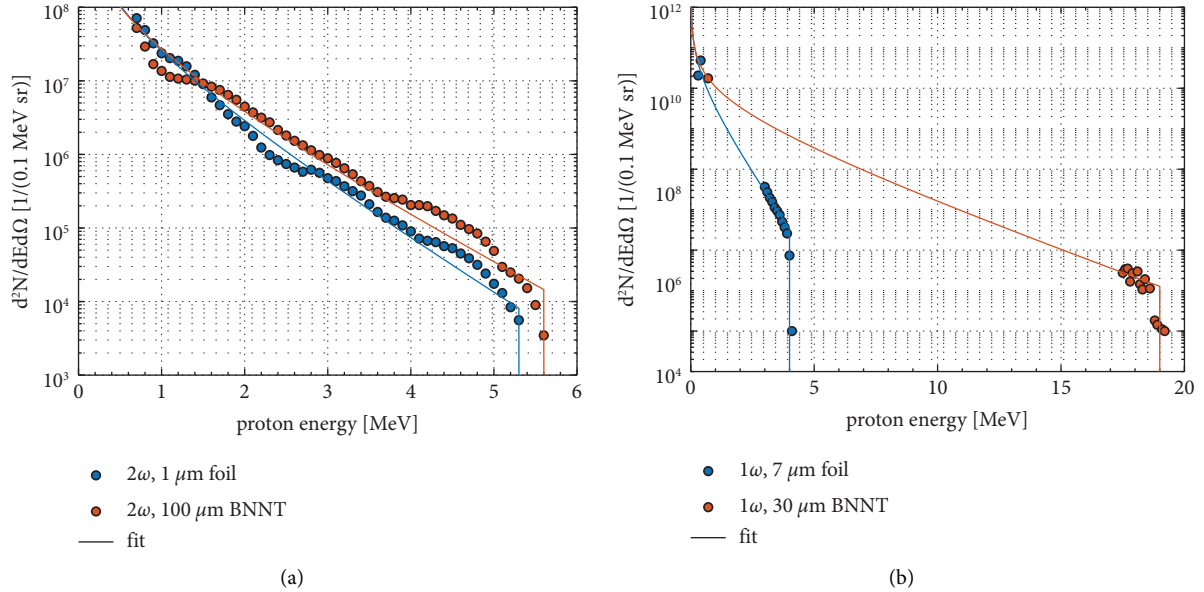 d²N/dEdΩ [1/(0.1 MeV sr)]
10⁸
10⁷
10⁶
10⁵
10⁴
10³
0 1 2 3 4 5 6
proton energy [MeV]
2ω, 1 μm foil
2ω, 100 μm BNNT
fit
(a)
d²N/dEdΩ [1/(0.1 MeV sr)]
10¹²
10¹⁰
10⁸
10⁶
10⁴
0 5 10 15 20
proton energy [MeV]
1ω, 7 μm foil
1ω, 30 μm BNNT
fit
(b)